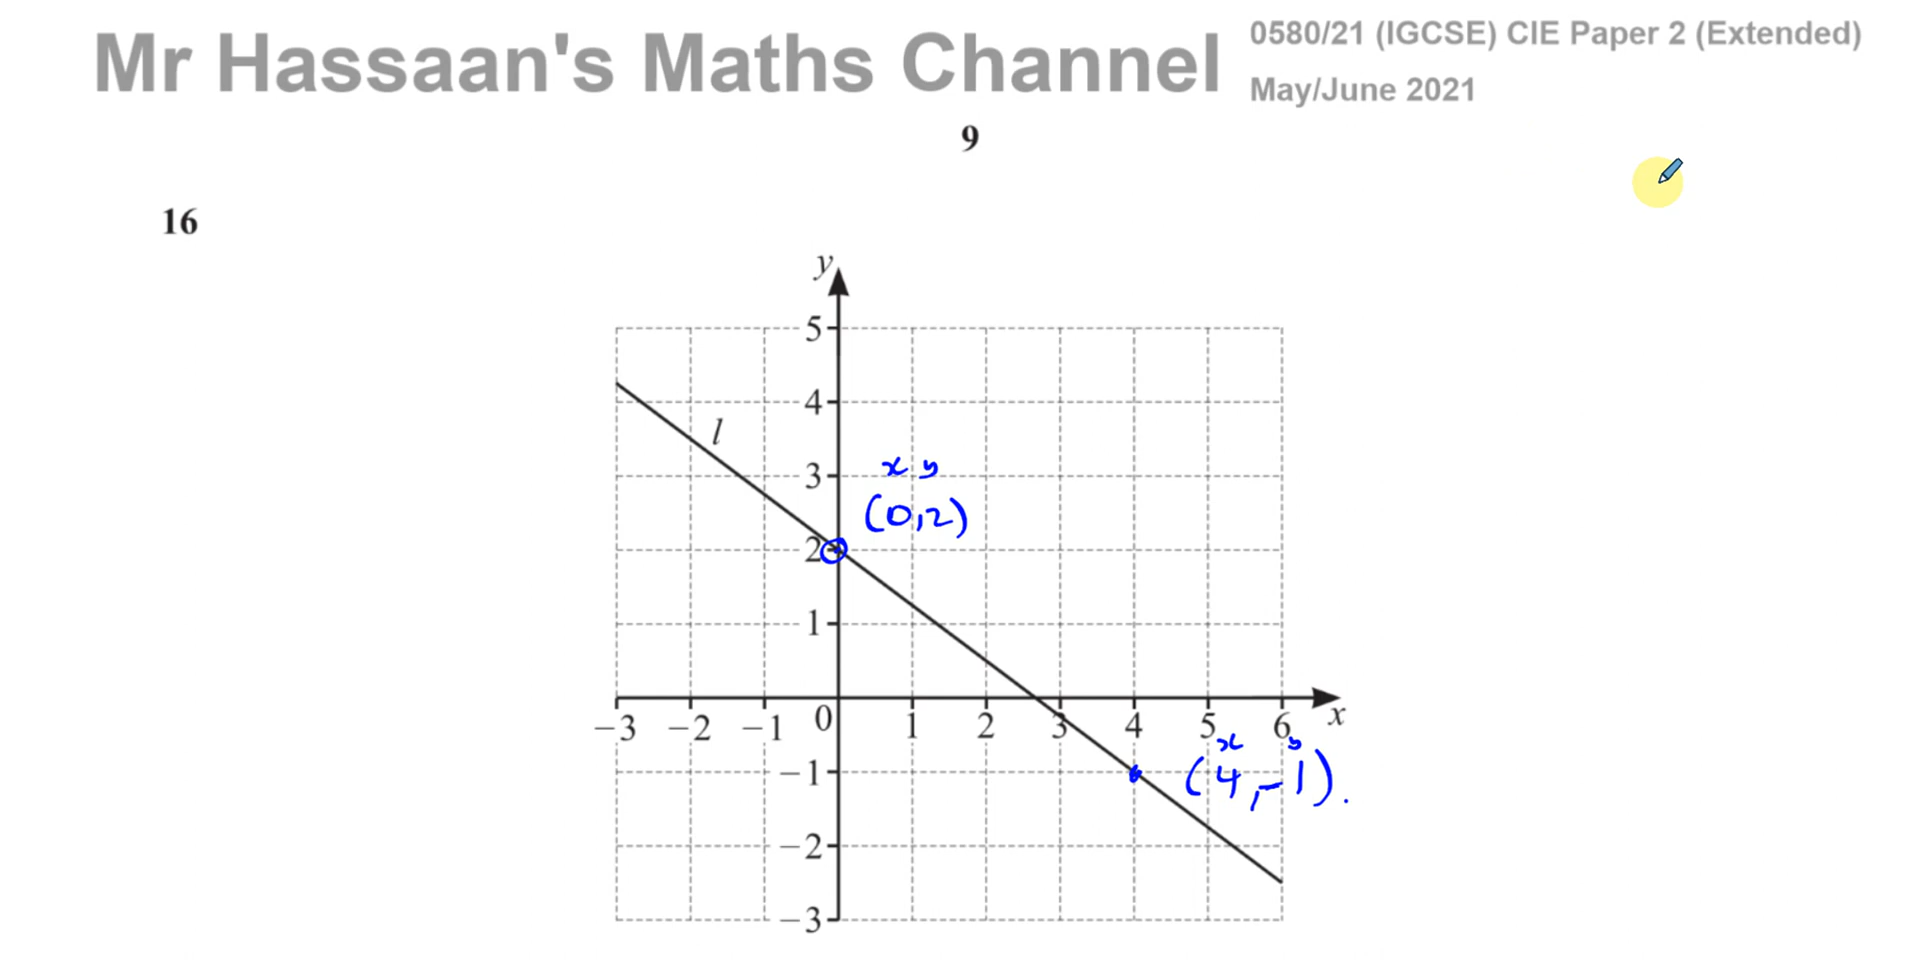 Mr Hassaan's Maths Channel
0580/21 (IGCSE) CIE Paper 2 (Extended)
May/June 2021
9
16
y
5
4
l
3
x y
(0,2)
2
1
−3 −2 −1 0 1 2 3 4 5 6 x
x y
−1
(4,-1).
−2
−3